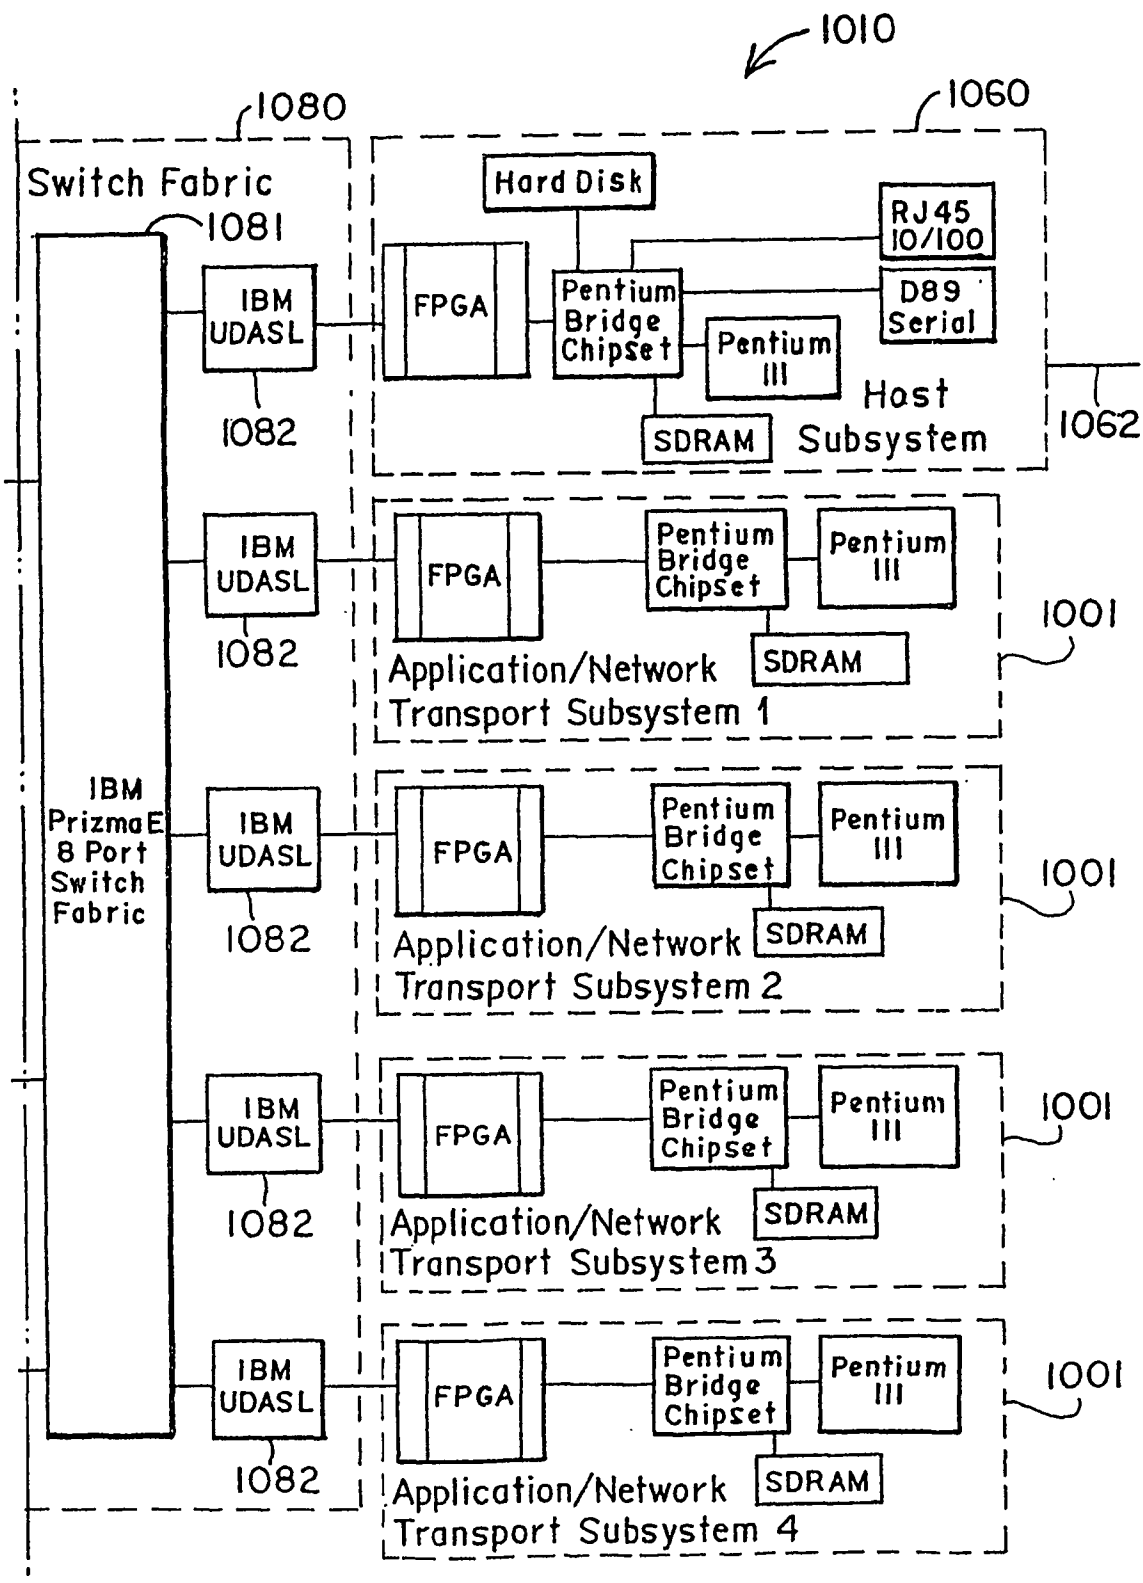 1010
1080
1060
Switch Fabric
1081
Hard Disk
RJ45
10/100
IBM
UDASL
FPGA
Pentium
Bridge
Chipset
D89
Serial
Pentium
III
Host
Subsystem
SDRAM
1082
1062
IBM
UDASL
FPGA
Pentium
Bridge
Chipset
Pentium
III
1082
SDRAM
1001
Application/Network
Transport Subsystem 1
IBM
PrizmaE
8 Port
Switch
Fabric
IBM
UDASL
FPGA
Pentium
Bridge
Chipset
Pentium
III
1082
SDRAM
1001
Application/Network
Transport Subsystem 2
IBM
UDASL
FPGA
Pentium
Bridge
Chipset
Pentium
III
1082
SDRAM
1001
Application/Network
Transport Subsystem 3
IBM
UDASL
FPGA
Pentium
Bridge
Chipset
Pentium
III
1082
SDRAM
1001
Application/Network
Transport Subsystem 4